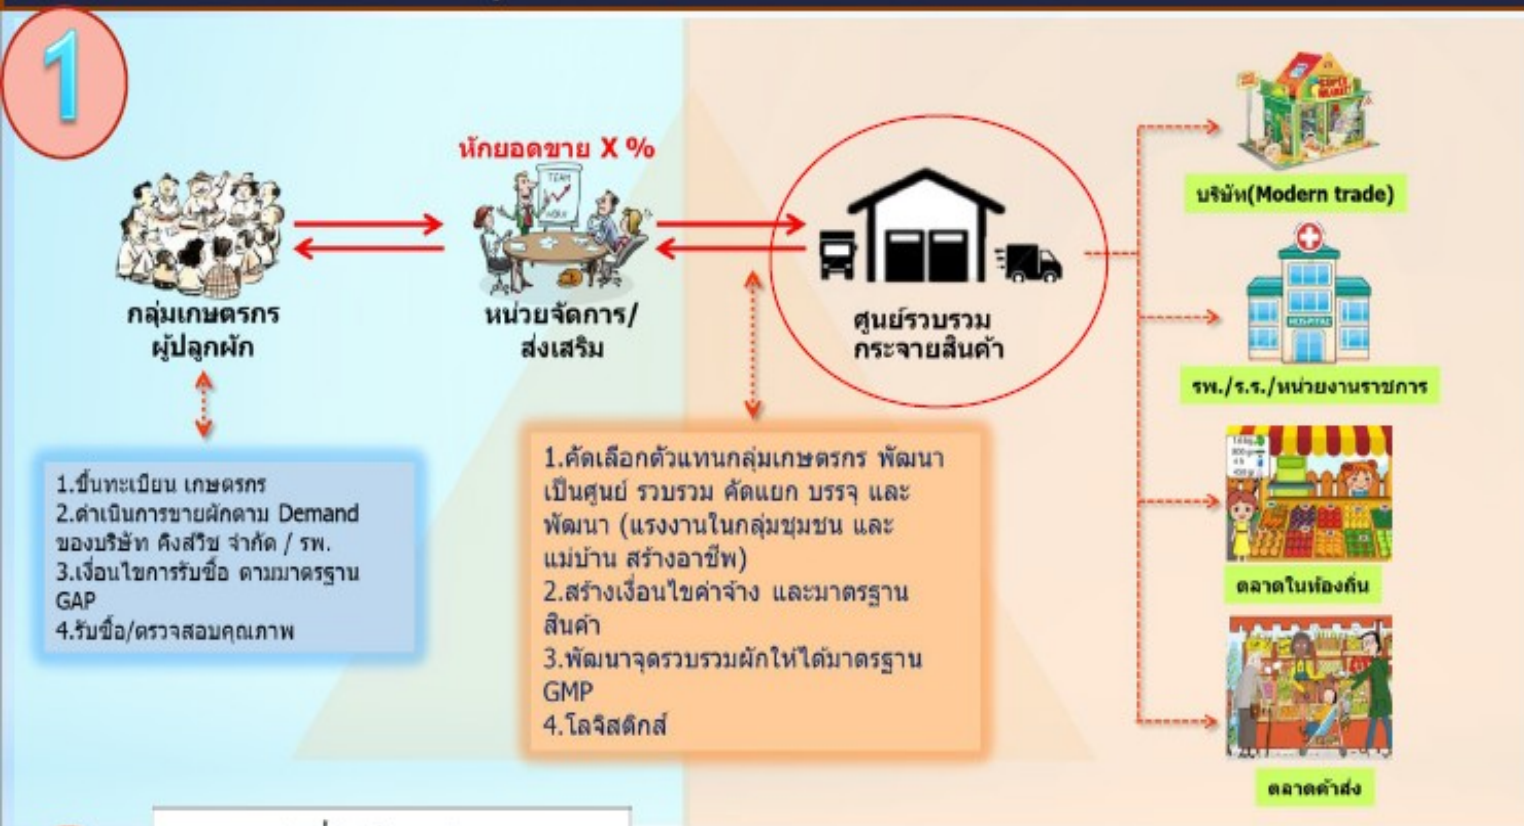 1
หักยอดขาย X %
TEAM
WORK
กลุ่มเกษตรกร
ผู้ปลูกผัก
หน่วยจัดการ/
ส่งเสริม
ศูนย์รวบรวม
กระจายสินค้า
SUPER
MARKET
บริษัท(Modern trade)
HOSPITAL
รพ./ร.ร./หน่วยงานราชการ
ตลาดในท้องถิ่น
ตลาดค้าส่ง
1.ขึ้นทะเบียน เกษตรกร
2.ดำเนินการขายผักตาม Demand
ของบริษัท คิงส์วิช จำกัด / รพ.
3.เงื่อนไขการรับซื้อ ตามมาตรฐาน
GAP
4.รับซื้อ/ตรวจสอบคุณภาพ
1.คัดเลือกตัวแทนกลุ่มเกษตรกร พัฒนา
เป็นศูนย์ รวบรวม คัดแยก บรรจุ และ
พัฒนา (แรงงานในกลุ่มชุมชน และ
แม่บ้าน สร้างอาชีพ)
2.สร้างเงื่อนไขค่าจ้าง และมาตรฐาน
สินค้า
3.พัฒนาจุดรวบรวมผักให้ได้มาตรฐาน
GMP
4.โลจิสติกส์